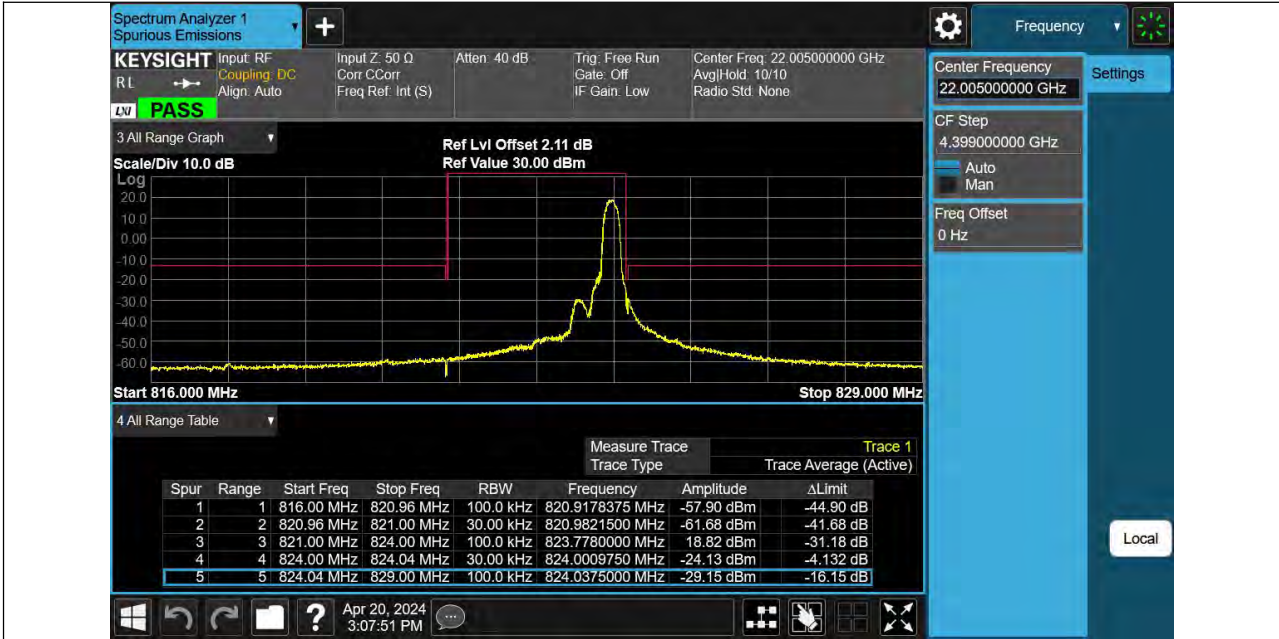 Spectrum Analyzer 1
Spurious Emissions
Frequency
KEYSIGHT Input: RF Input Z: 50 Ω Atten: 40 dB Trig: Free Run Center Freq: 22.005000000 GHz
R L Coupling: DC Corr CCorr Gate: Off Avg|Hold: 10/10
Align: Auto Freq Ref: Int (S) IF Gain: Low Radio Std: None
LXI PASS
Center Frequency
22.005000000 GHz
Settings
CF Step
4.399000000 GHz
Auto
Man
Freq Offset
0 Hz
3 All Range Graph
Ref Lvl Offset 2.11 dB
Scale/Div 10.0 dB Ref Value 30.00 dBm
Log
20.0
10.0
0.00
-10.0
-20.0
-30.0
-40.0
-50.0
-60.0
Start 816.000 MHz Stop 829.000 MHz
4 All Range Table
Measure Trace Trace 1
Trace Type Trace Average (Active)
Spur Range Start Freq Stop Freq RBW Frequency Amplitude ΔLimit
1 1 816.00 MHz 820.96 MHz 100.0 kHz 820.9178375 MHz -57.90 dBm -44.90 dB
2 2 820.96 MHz 821.00 MHz 30.00 kHz 820.9821500 MHz -61.68 dBm -41.68 dB
3 3 821.00 MHz 824.00 MHz 100.0 kHz 823.7780000 MHz 18.82 dBm -31.18 dB
4 4 824.00 MHz 824.04 MHz 30.00 kHz 824.0009750 MHz -24.13 dBm -4.132 dB
5 5 824.04 MHz 829.00 MHz 100.0 kHz 824.0375000 MHz -29.15 dBm -16.15 dB
Local
? Apr 20, 2024
3:07:51 PM